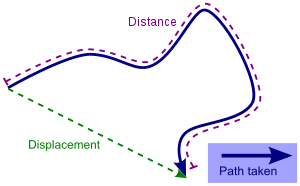 Distance
Displacement
Path taken